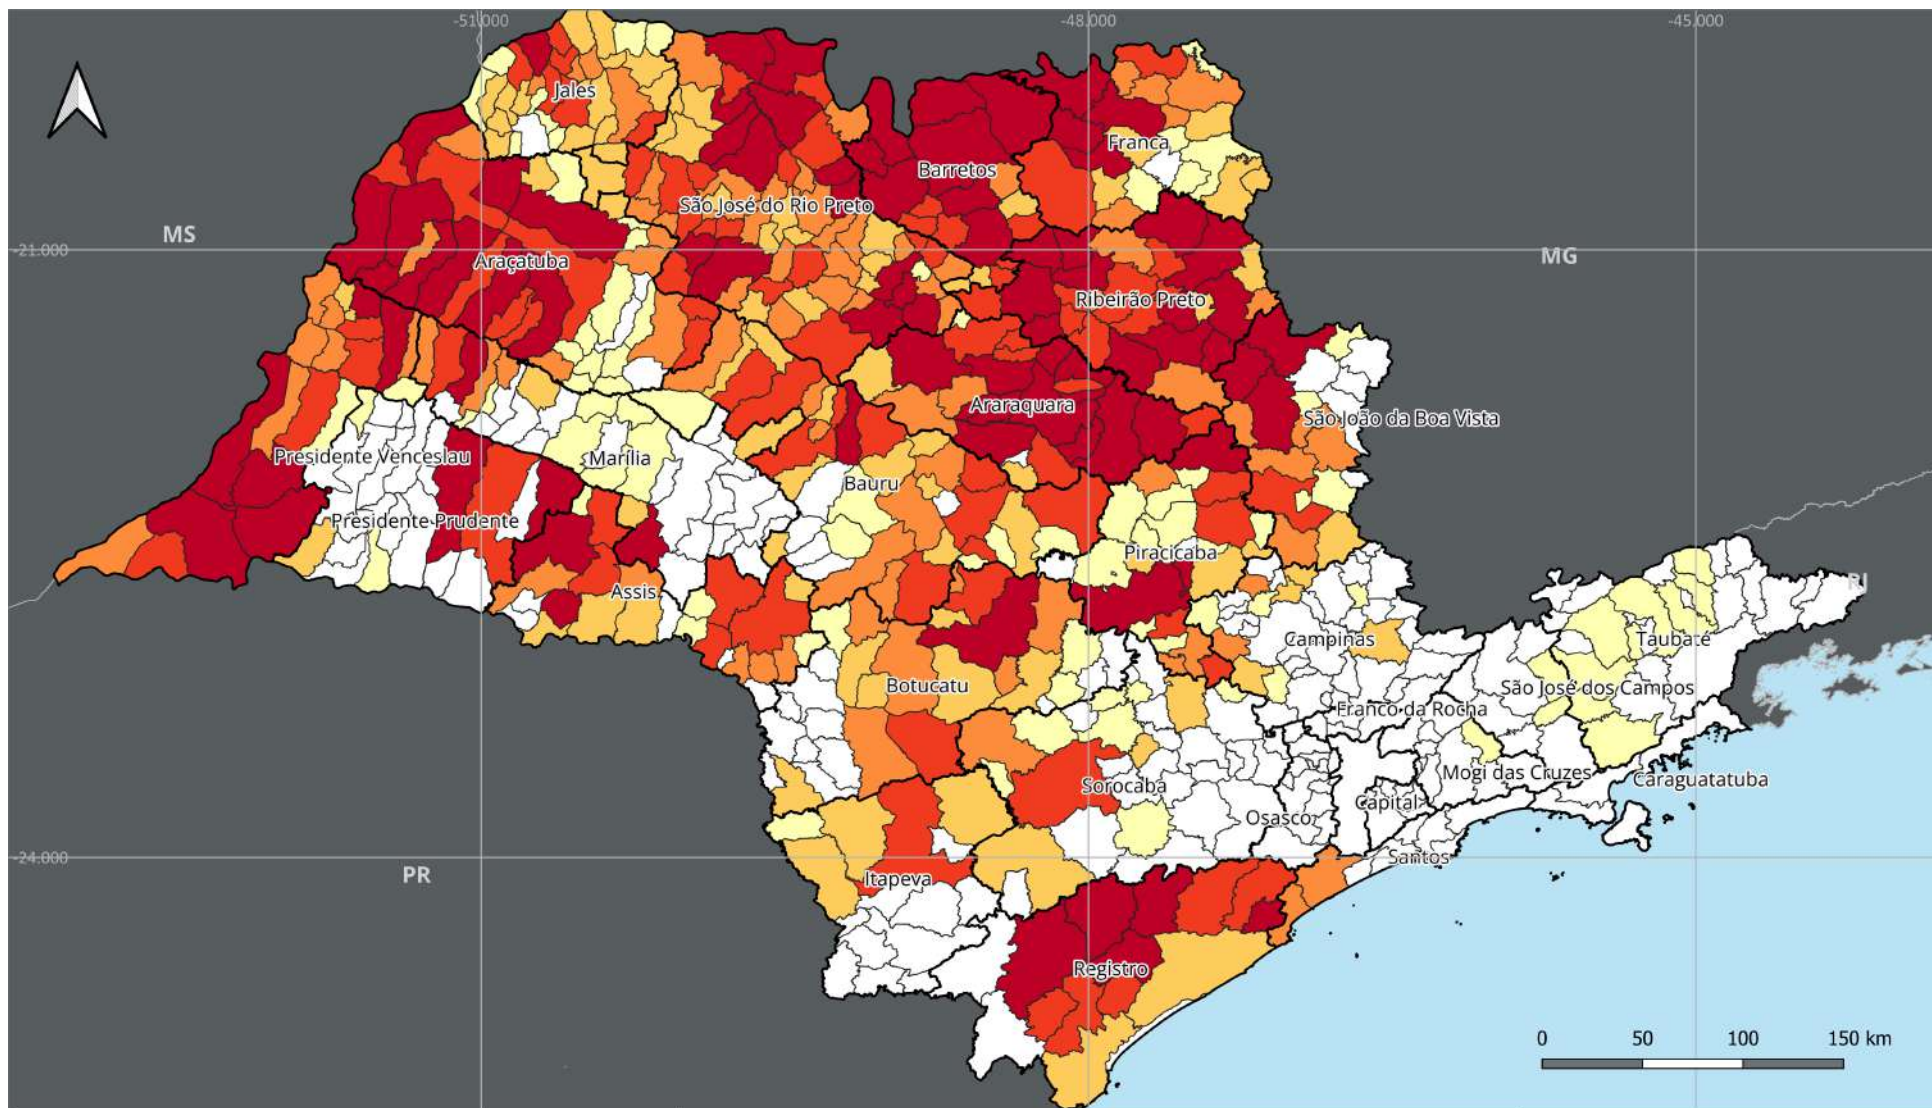 -51.000
-48.000
-45.000
Jales
Franca
Barretos
São José do Rio Preto
MS
-21.000
MG
Araçatuba
Ribeirão Preto
Araraquara
São João da Boa Vista
Presidente Venceslau
Marília
Bauru
Presidente Prudente
Piracicaba
Assis
RJ
Campinas
Taubaté
Botucatu
São José dos Campos
Franco da Rocha
Mogi das Cruzes
Caraguatatuba
Sorocaba
Capital
Osasco
-24.000
Santos
PR
Itapeva
Registro
0 50 100 150 km